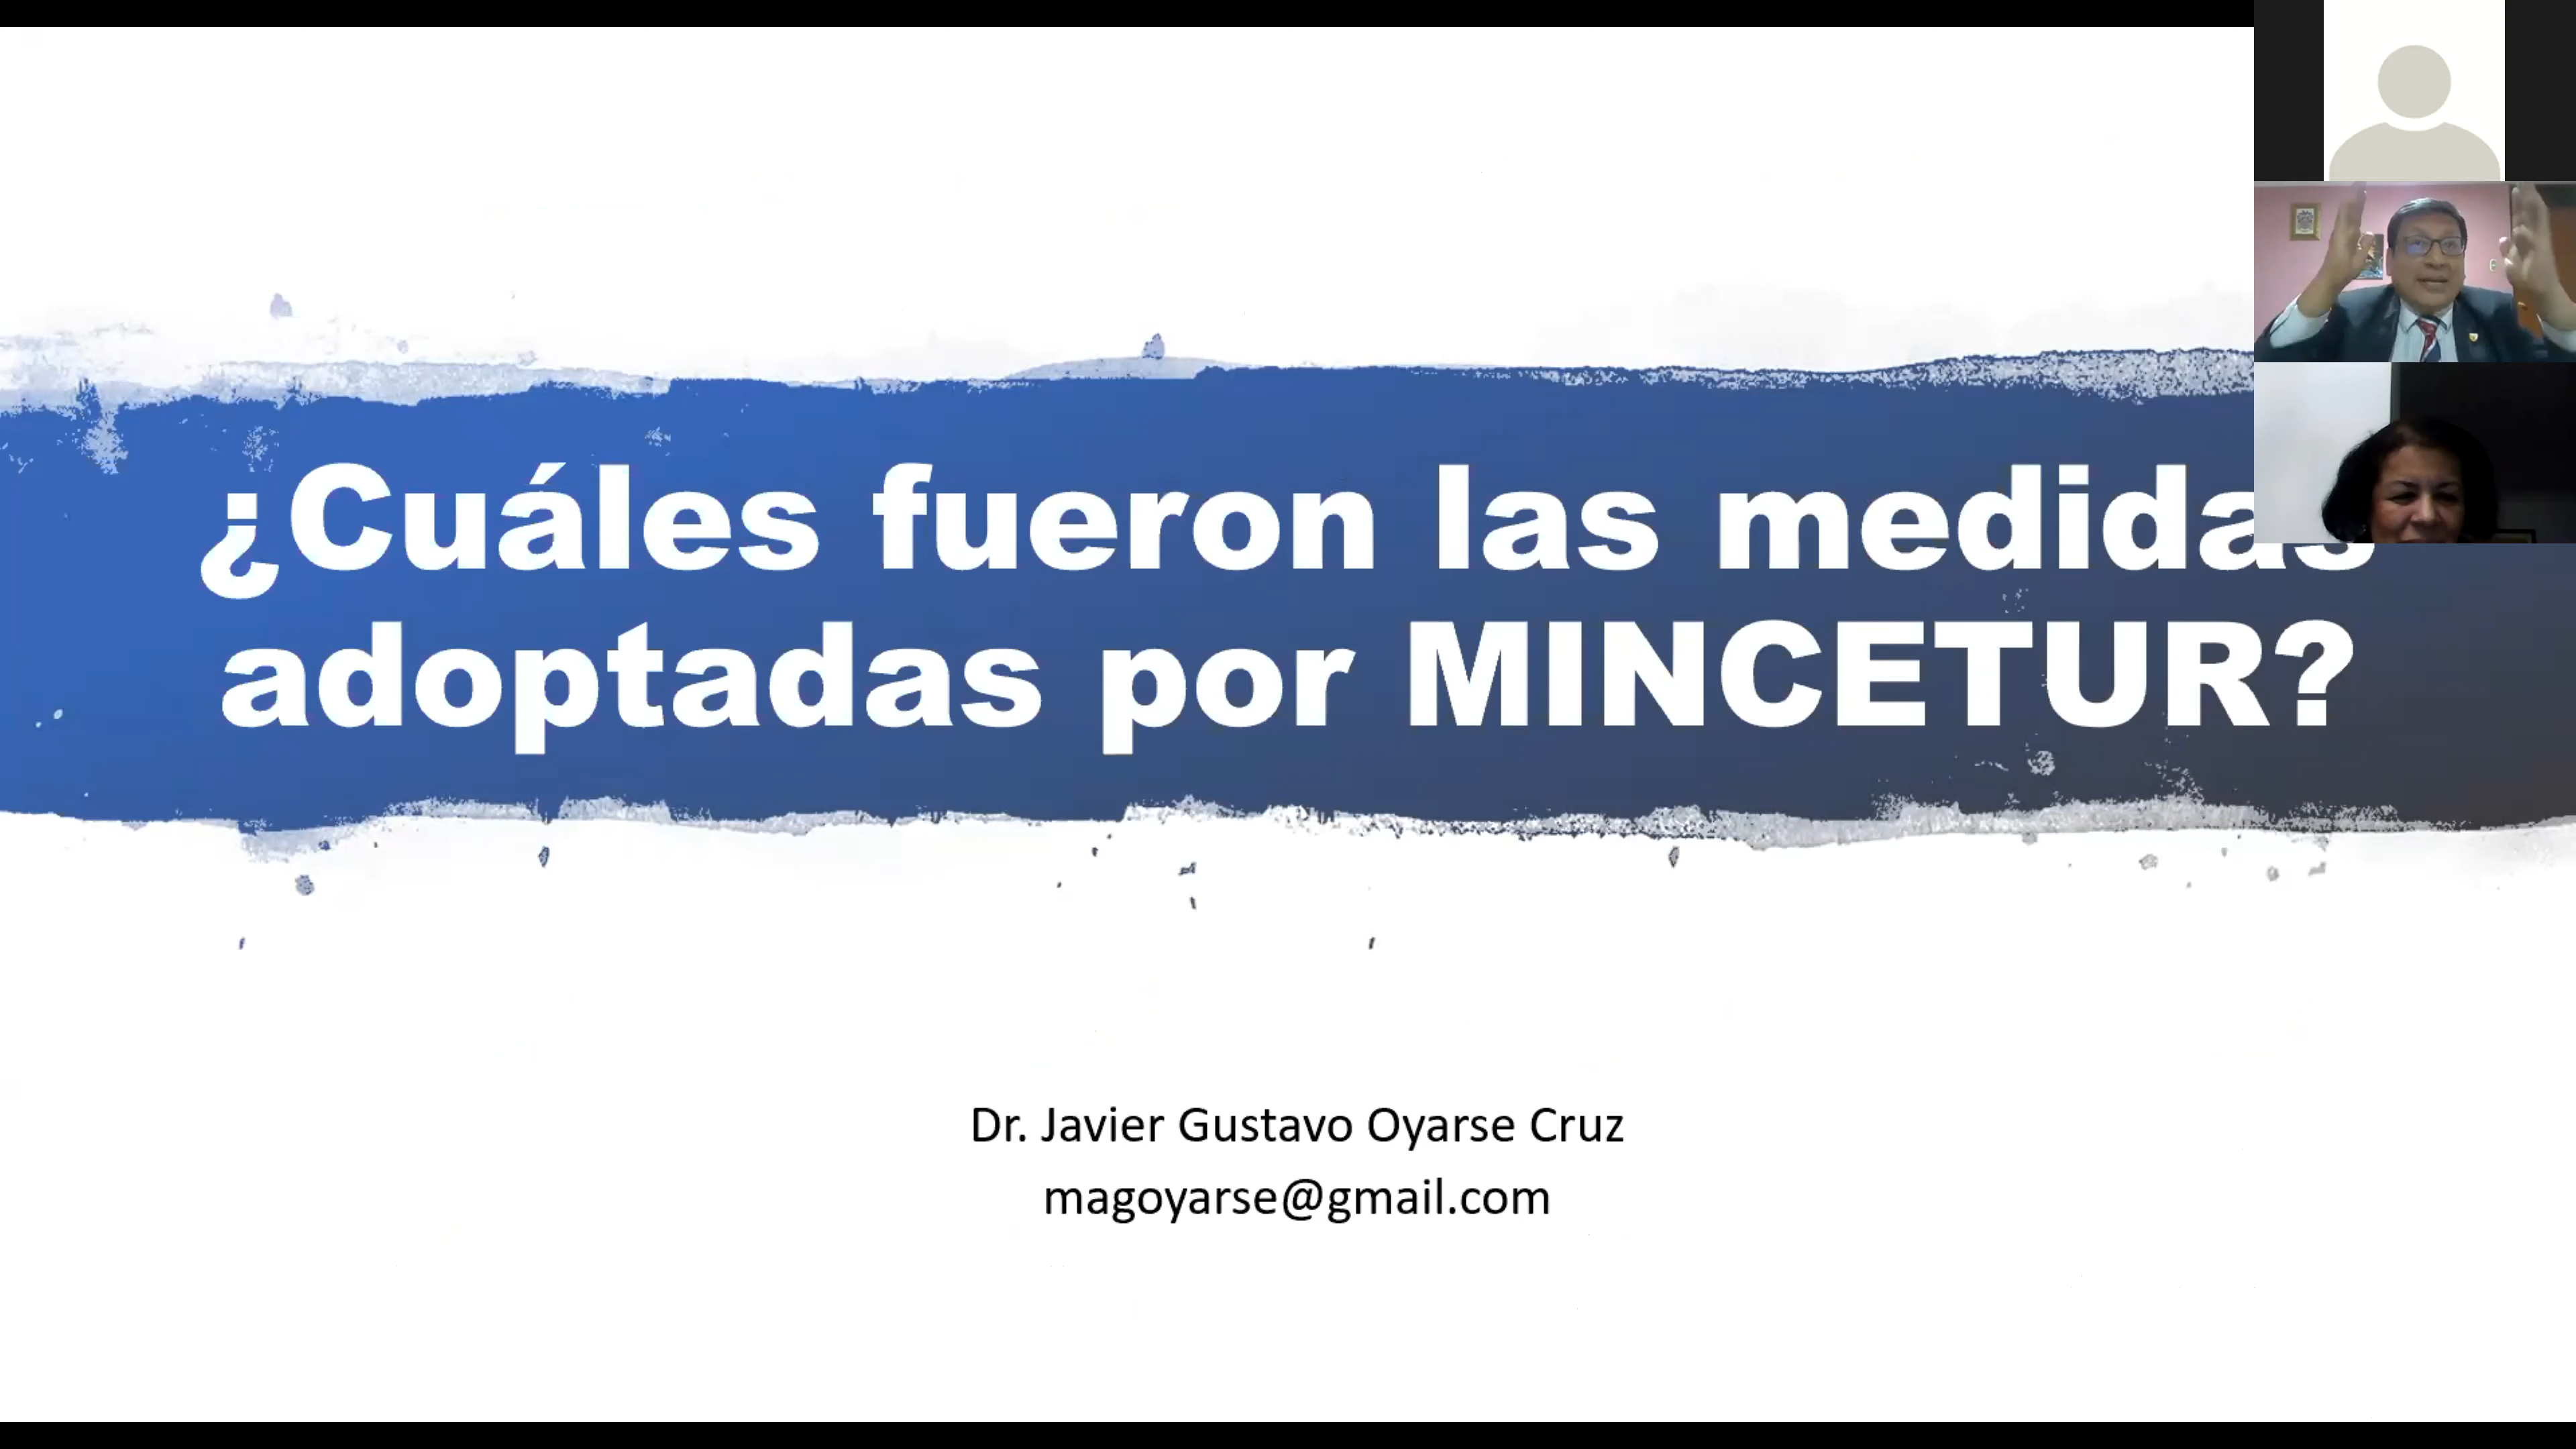 ¿Cuáles fueron las medidas
adoptadas por MINCETUR?
Dr. Javier Gustavo Oyarse Cruz
magoyarse@gmail.com